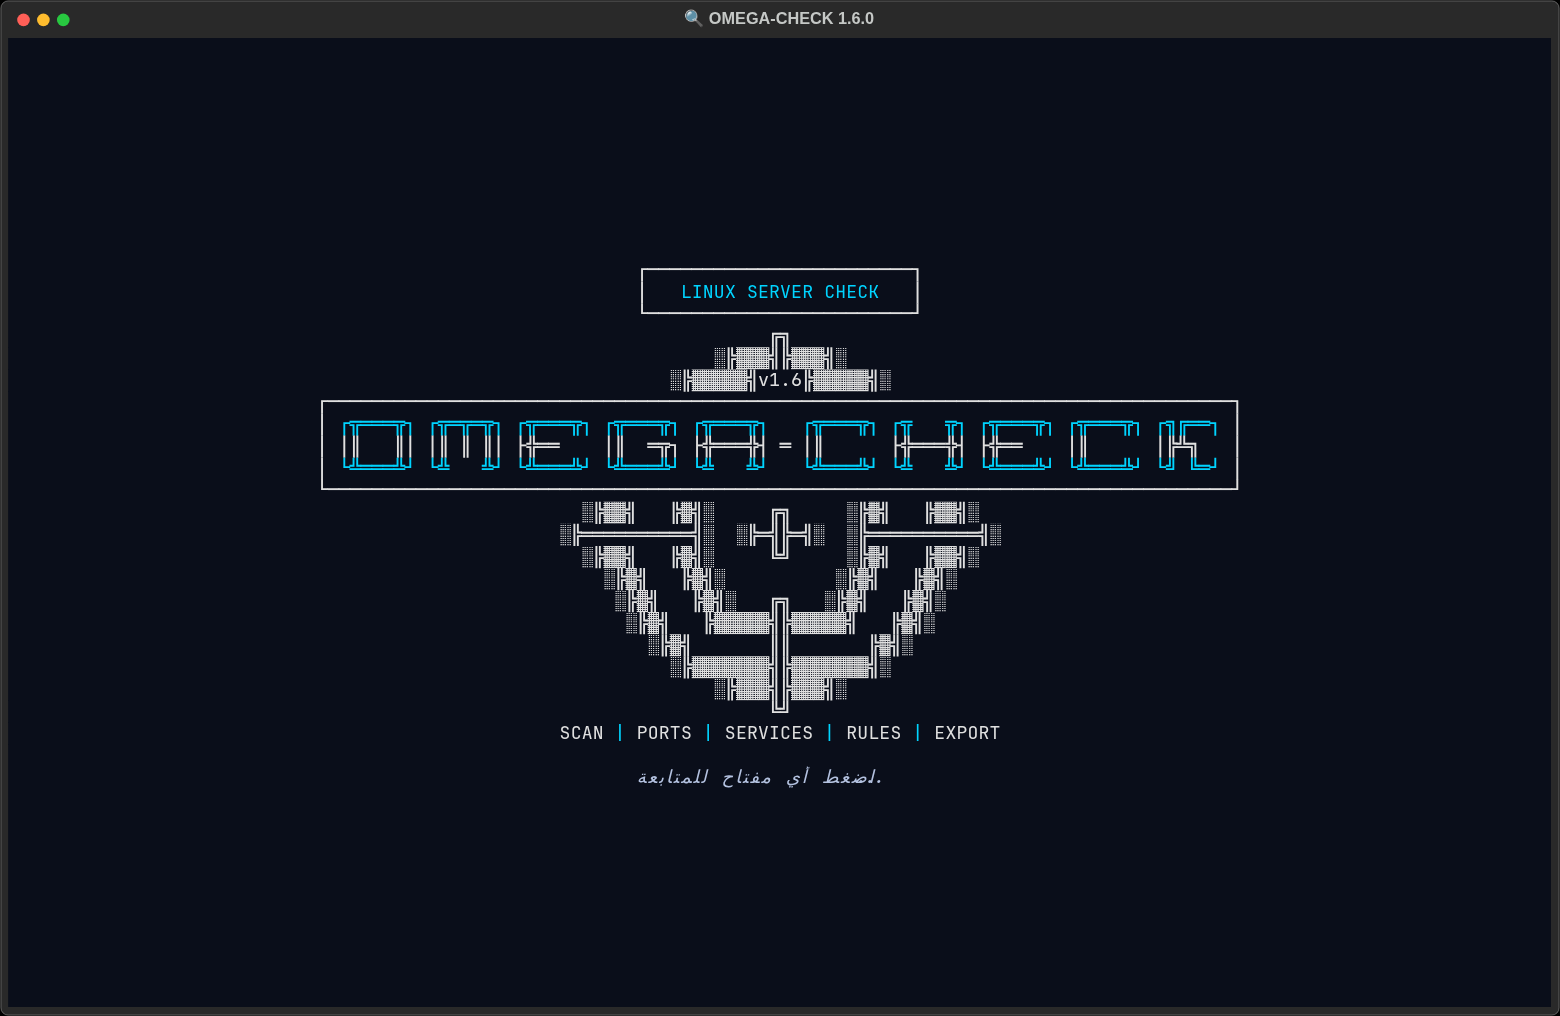 OMEGA-CHECK 1.6.0
LINUX SERVER CHECK
v1.6
OMEGA-CHECK
SCAN | PORTS | SERVICES | RULES | EXPORT
اضغط أي مفتاح للمتابعة.